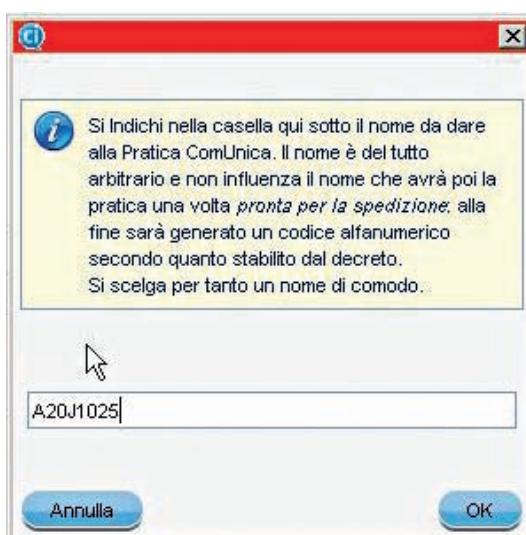 Ci
Si Indichi nella casella qui sotto il nome da dare
alla Pratica ComUnica. Il nome è del tutto
arbitrario e non influenza il nome che avrà poi la
pratica una volta pronta per la spedizione: alla
fine sarà generato un codice alfanumerico
secondo quanto stabilito dal decreto.
Si scelga per tanto un nome di comodo.
A20J1025
Annulla
OK